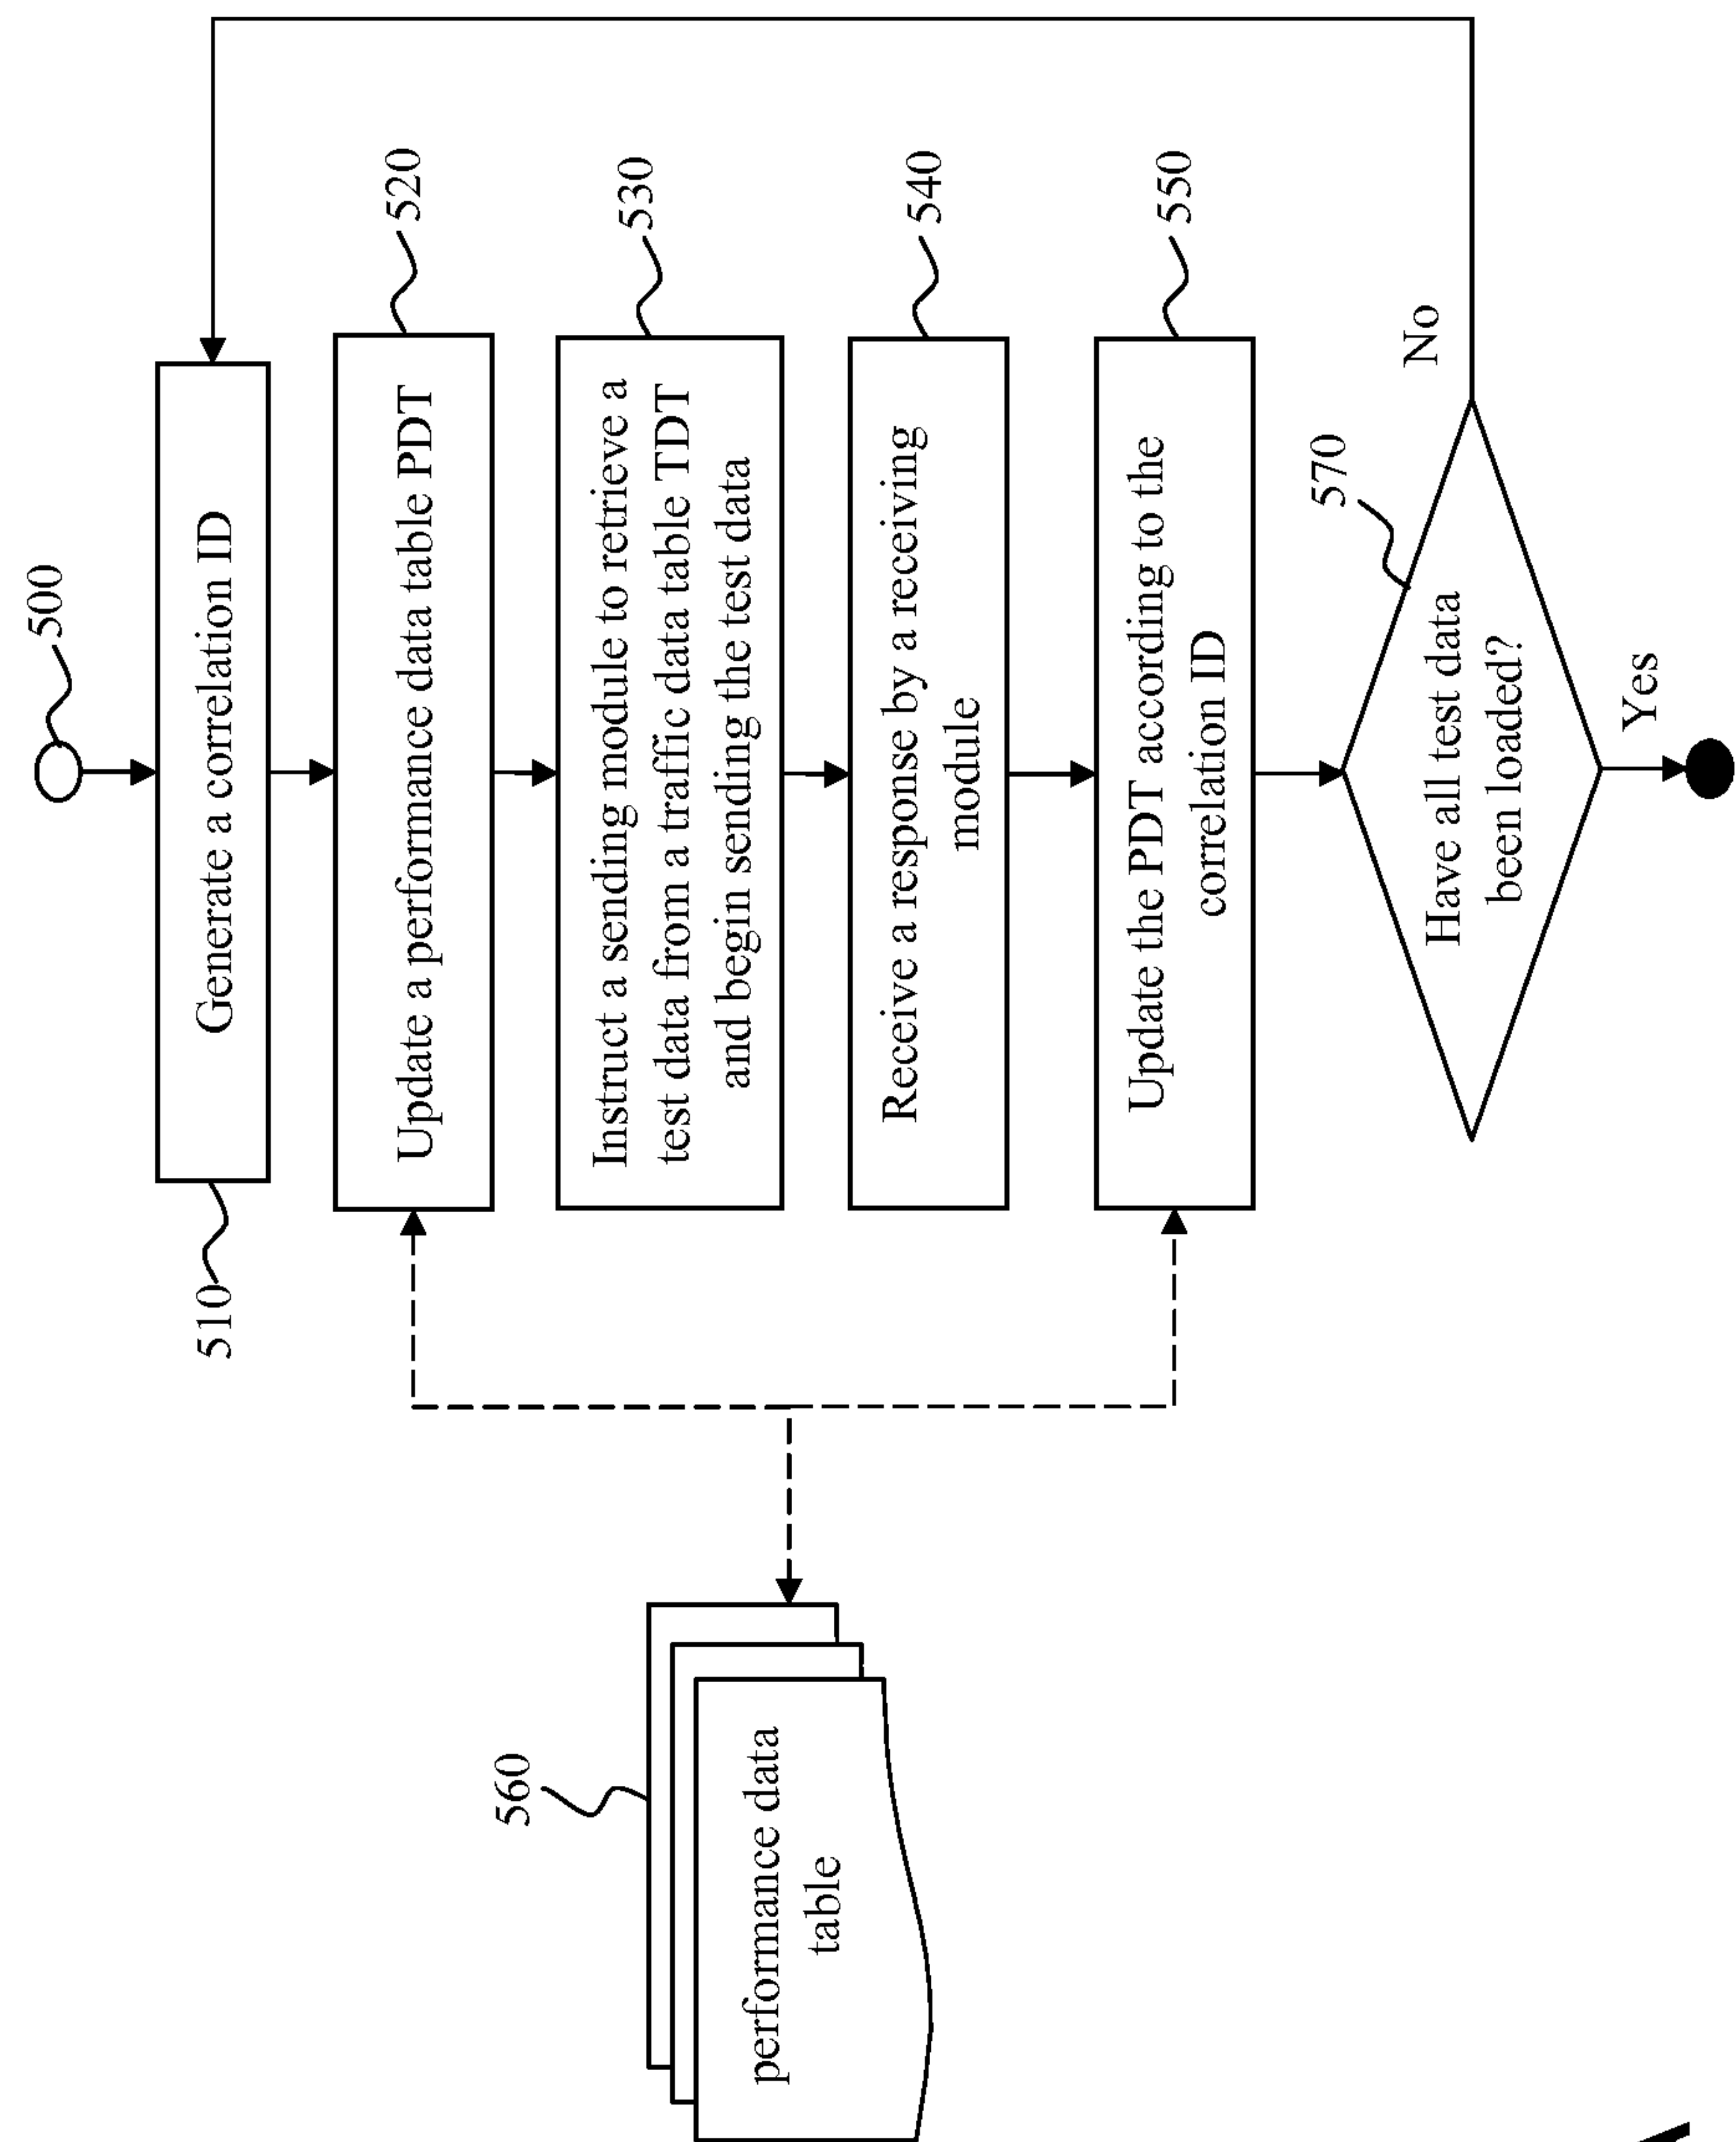 500
Generate a correlation ID
510
Update a performance data table PDT
520
Instruct a sending module to retrieve a
test data from a traffic data table TDT
and begin sending the test data
530
Receive a response by a receiving
module
540
Update the PDT according to the
correlation ID
550
560
performance data
table
570
Have all test data
been loaded?
No
Yes